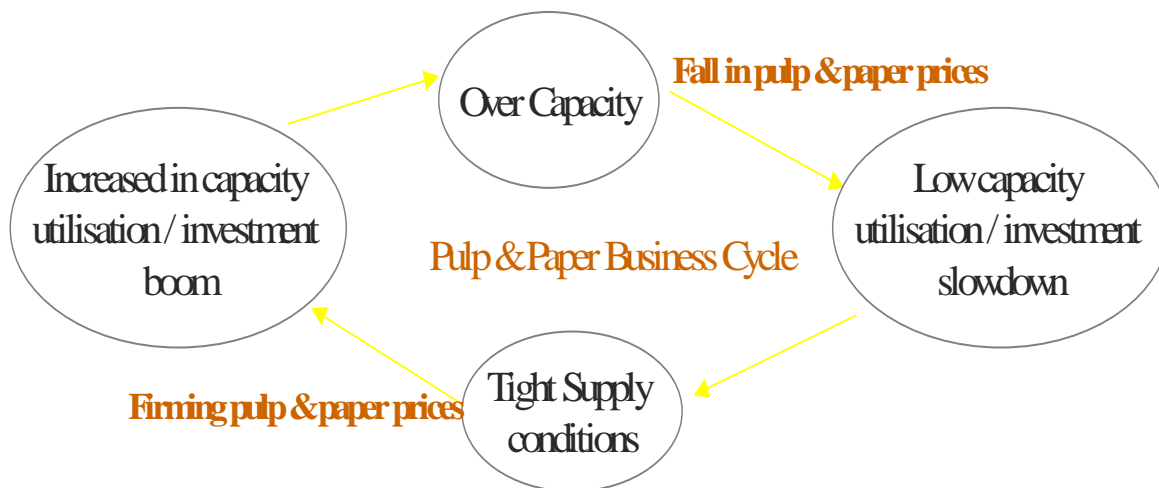 Over Capacity
Fall in pulp & paper prices
Increased in capacity
utilisation / investment
boom
Low capacity
utilisation / investment
slowdown
Pulp & Paper Business Cycle
Tight Supply
conditions
Firming pulp & paper prices